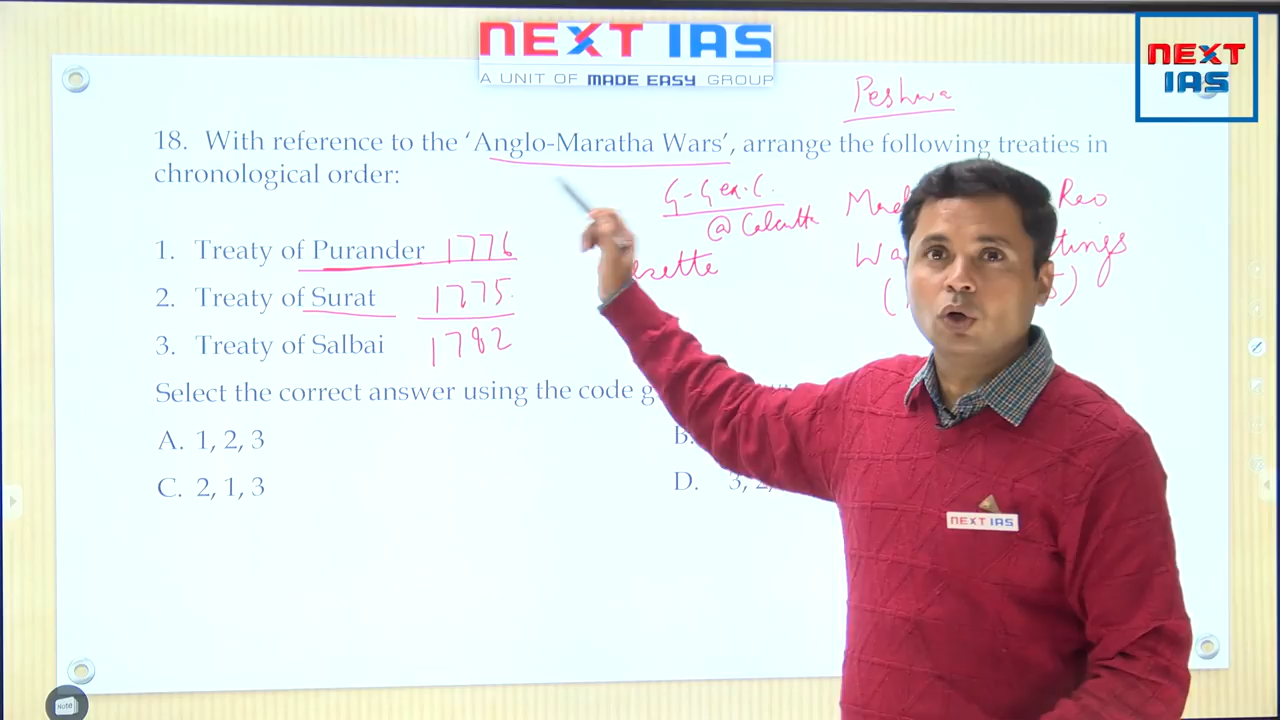 NEXT IAS
A UNIT OF MADE EASY GROUP
NEXT
IAS
Peshwa
18. With reference to the ‘Anglo-Maratha Wars’, arrange the following treaties in
chronological order:
G-Gen. C.
@ Calcutta
Rao
1. Treaty of Purander 1776
2. Treaty of Surat 1775
3. Treaty of Salbai 1782
Select the correct answer using the code
A. 1, 2, 3
B.
C. 2, 1, 3
D. 3, 2,
NEXT IAS
Note